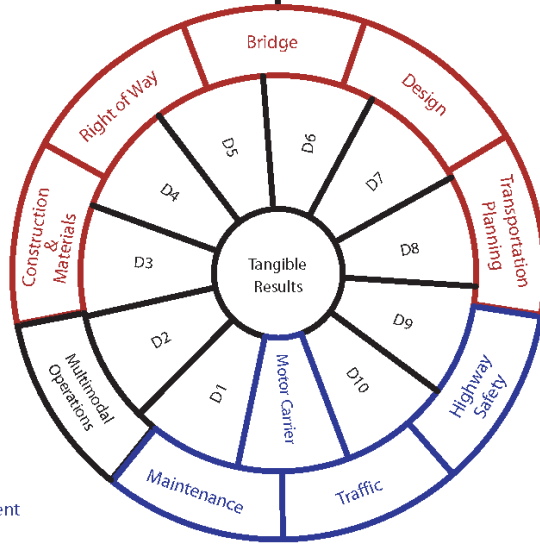 Bridge
Design
Transportation
Planning
Highway
Safety
Traffic
Maintenance
Multimodal
Operations
Construction
&
Materials
Right of Way
D1
D2
D3
D4
D5
D6
D7
D8
D9
D10
Motor Carrier
Tangible
Results
ent